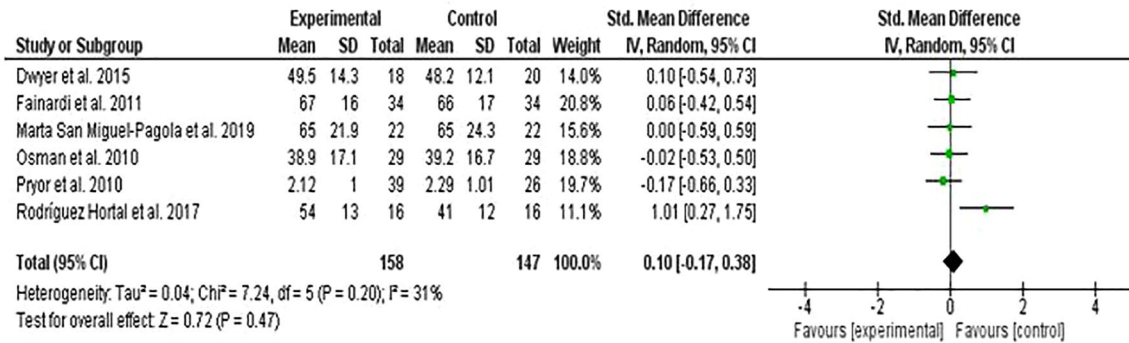 Experimental Control Std. Mean Difference Std. Mean Difference
Study or Subgroup Mean SD Total Mean SD Total Weight IV, Random, 95% CI IV, Random, 95% CI
Dwyer et al. 2015 49.5 14.3 18 48.2 12.1 20 14.0% 0.10 [-0.54, 0.73]
Fainardi et al. 2011 67 16 34 66 17 34 20.8% 0.06 [-0.42, 0.54]
Marta San Miguel-Pagola et al. 2019 65 21.9 22 65 24.3 22 15.6% 0.00 [-0.59, 0.59]
Osman et al. 2010 38.9 17.1 29 39.2 16.7 29 18.8% -0.02 [-0.53, 0.50]
Pryor et al. 2010 2.12 1 39 2.29 1.01 26 19.7% -0.17 [-0.66, 0.33]
Rodríguez Hortal et al. 2017 54 13 16 41 12 16 11.1% 1.01 [0.27, 1.75]
Total (95% CI) 158 147 100.0% 0.10 [-0.17, 0.38]
Heterogeneity: Tau² = 0.04; Chi² = 7.24, df = 5 (P = 0.20); I² = 31%
Test for overall effect: Z = 0.72 (P = 0.47)
-4 -2 0 2 4
Favours [experimental] Favours [control]